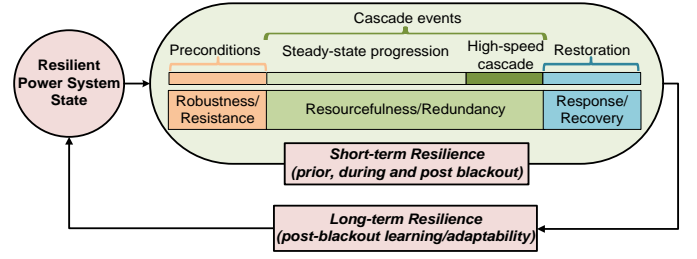 Resilient
Power System
State
Cascade events
Preconditions
Steady-state progression
High-speed
cascade
Restoration
Robustness/
Resistance
Resourcefulness/Redundancy
Response/
Recovery
Short-term Resilience
(prior, during and post blackout)
Long-term Resilience
(post-blackout learning/adaptability)